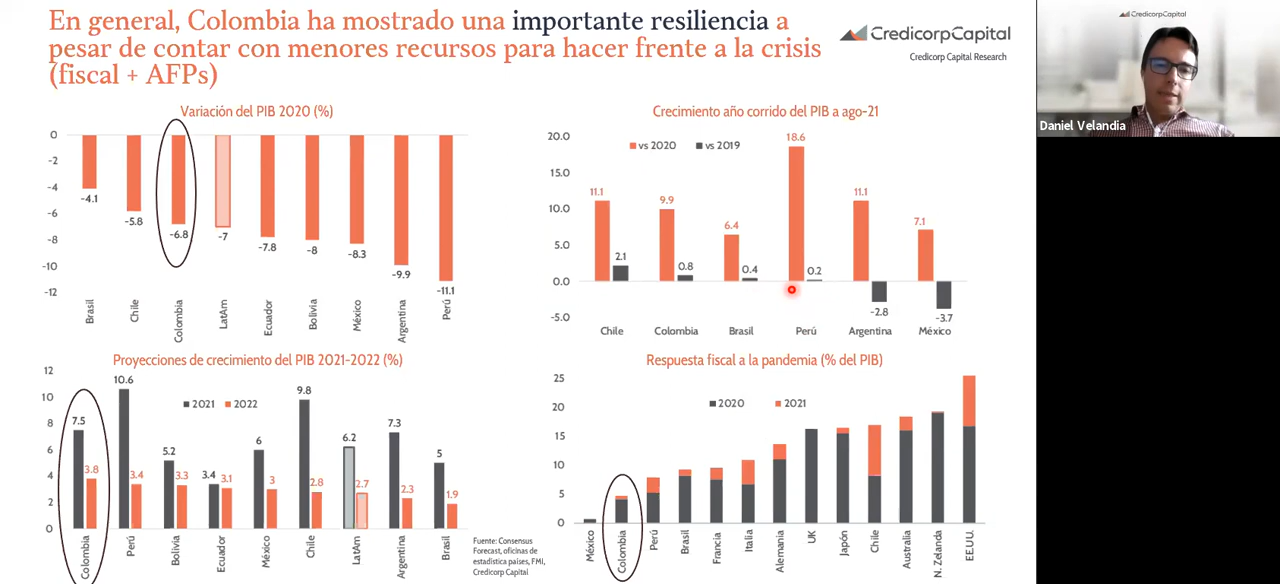 En general, Colombia ha mostrado una importante resiliencia a
pesar de contar con menores recursos para hacer frente a la crisis
(fiscal + AFPs)
CredicorpCapital
Credicorp Capital Research
CredicorpCapital
Daniel Velandia
Variación del PIB 2020 (%)
0
-2
-4
-6
-8
-10
-12
-4.1
-5.8
-6.8
-7
-7.8
-8
-8.3
-9.9
-11.1
Brasil
Chile
Colombia
LatAm
Ecuador
Bolivia
México
Argentina
Perú
Crecimiento año corrido del PIB a ago-21
vs 2020 vs 2019
20.0
15.0
10.0
5.0
0.0
-5.0
11.1 2.1
9.9 0.8
6.4 0.4
18.6 0.2
11.1 -2.8
7.1 -3.7
Chile Colombia Brasil Perú Argentina México
Proyecciones de crecimiento del PIB 2021-2022 (%)
2021 2022
12
10
8
6
4
2
0
7.5 3.8
10.6 3.4
5.2 3.3
3.4 3.1
6 3
9.8 2.8
6.2 2.7
7.3 2.3
5 1.9
Colombia
Perú
Bolivia
Ecuador
México
Chile
LatAm
Argentina
Brasil
Fuente: Consensus
Forecast, oficinas de
estadística países, FMI,
Credicorp Capital
Respuesta fiscal a la pandemia (% del PIB)
2020 2021
25
20
15
10
5
0
México
Colombia
Perú
Brasil
Francia
Italia
Alemania
UK
Japón
Chile
Australia
N. Zelanda
EE.UU.